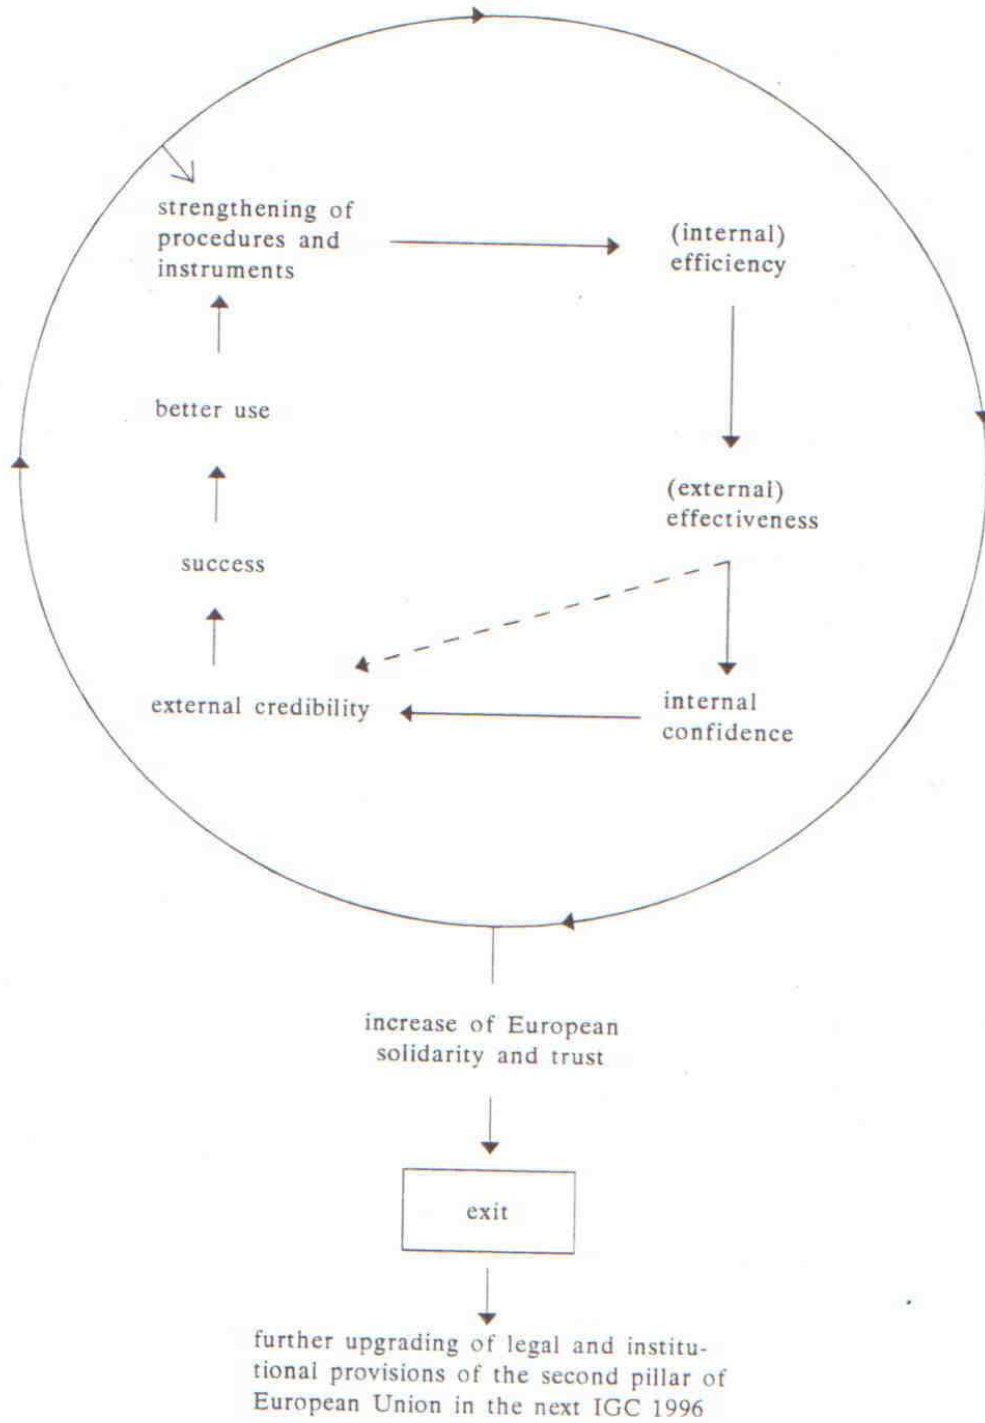 strengthening of
procedures and
instruments
(internal)
efficiency
better use
(external)
effectiveness
success
external credibility
internal
confidence
increase of European
solidarity and trust
exit
further upgrading of legal and institu-
tional provisions of the second pillar of
European Union in the next IGC 1996